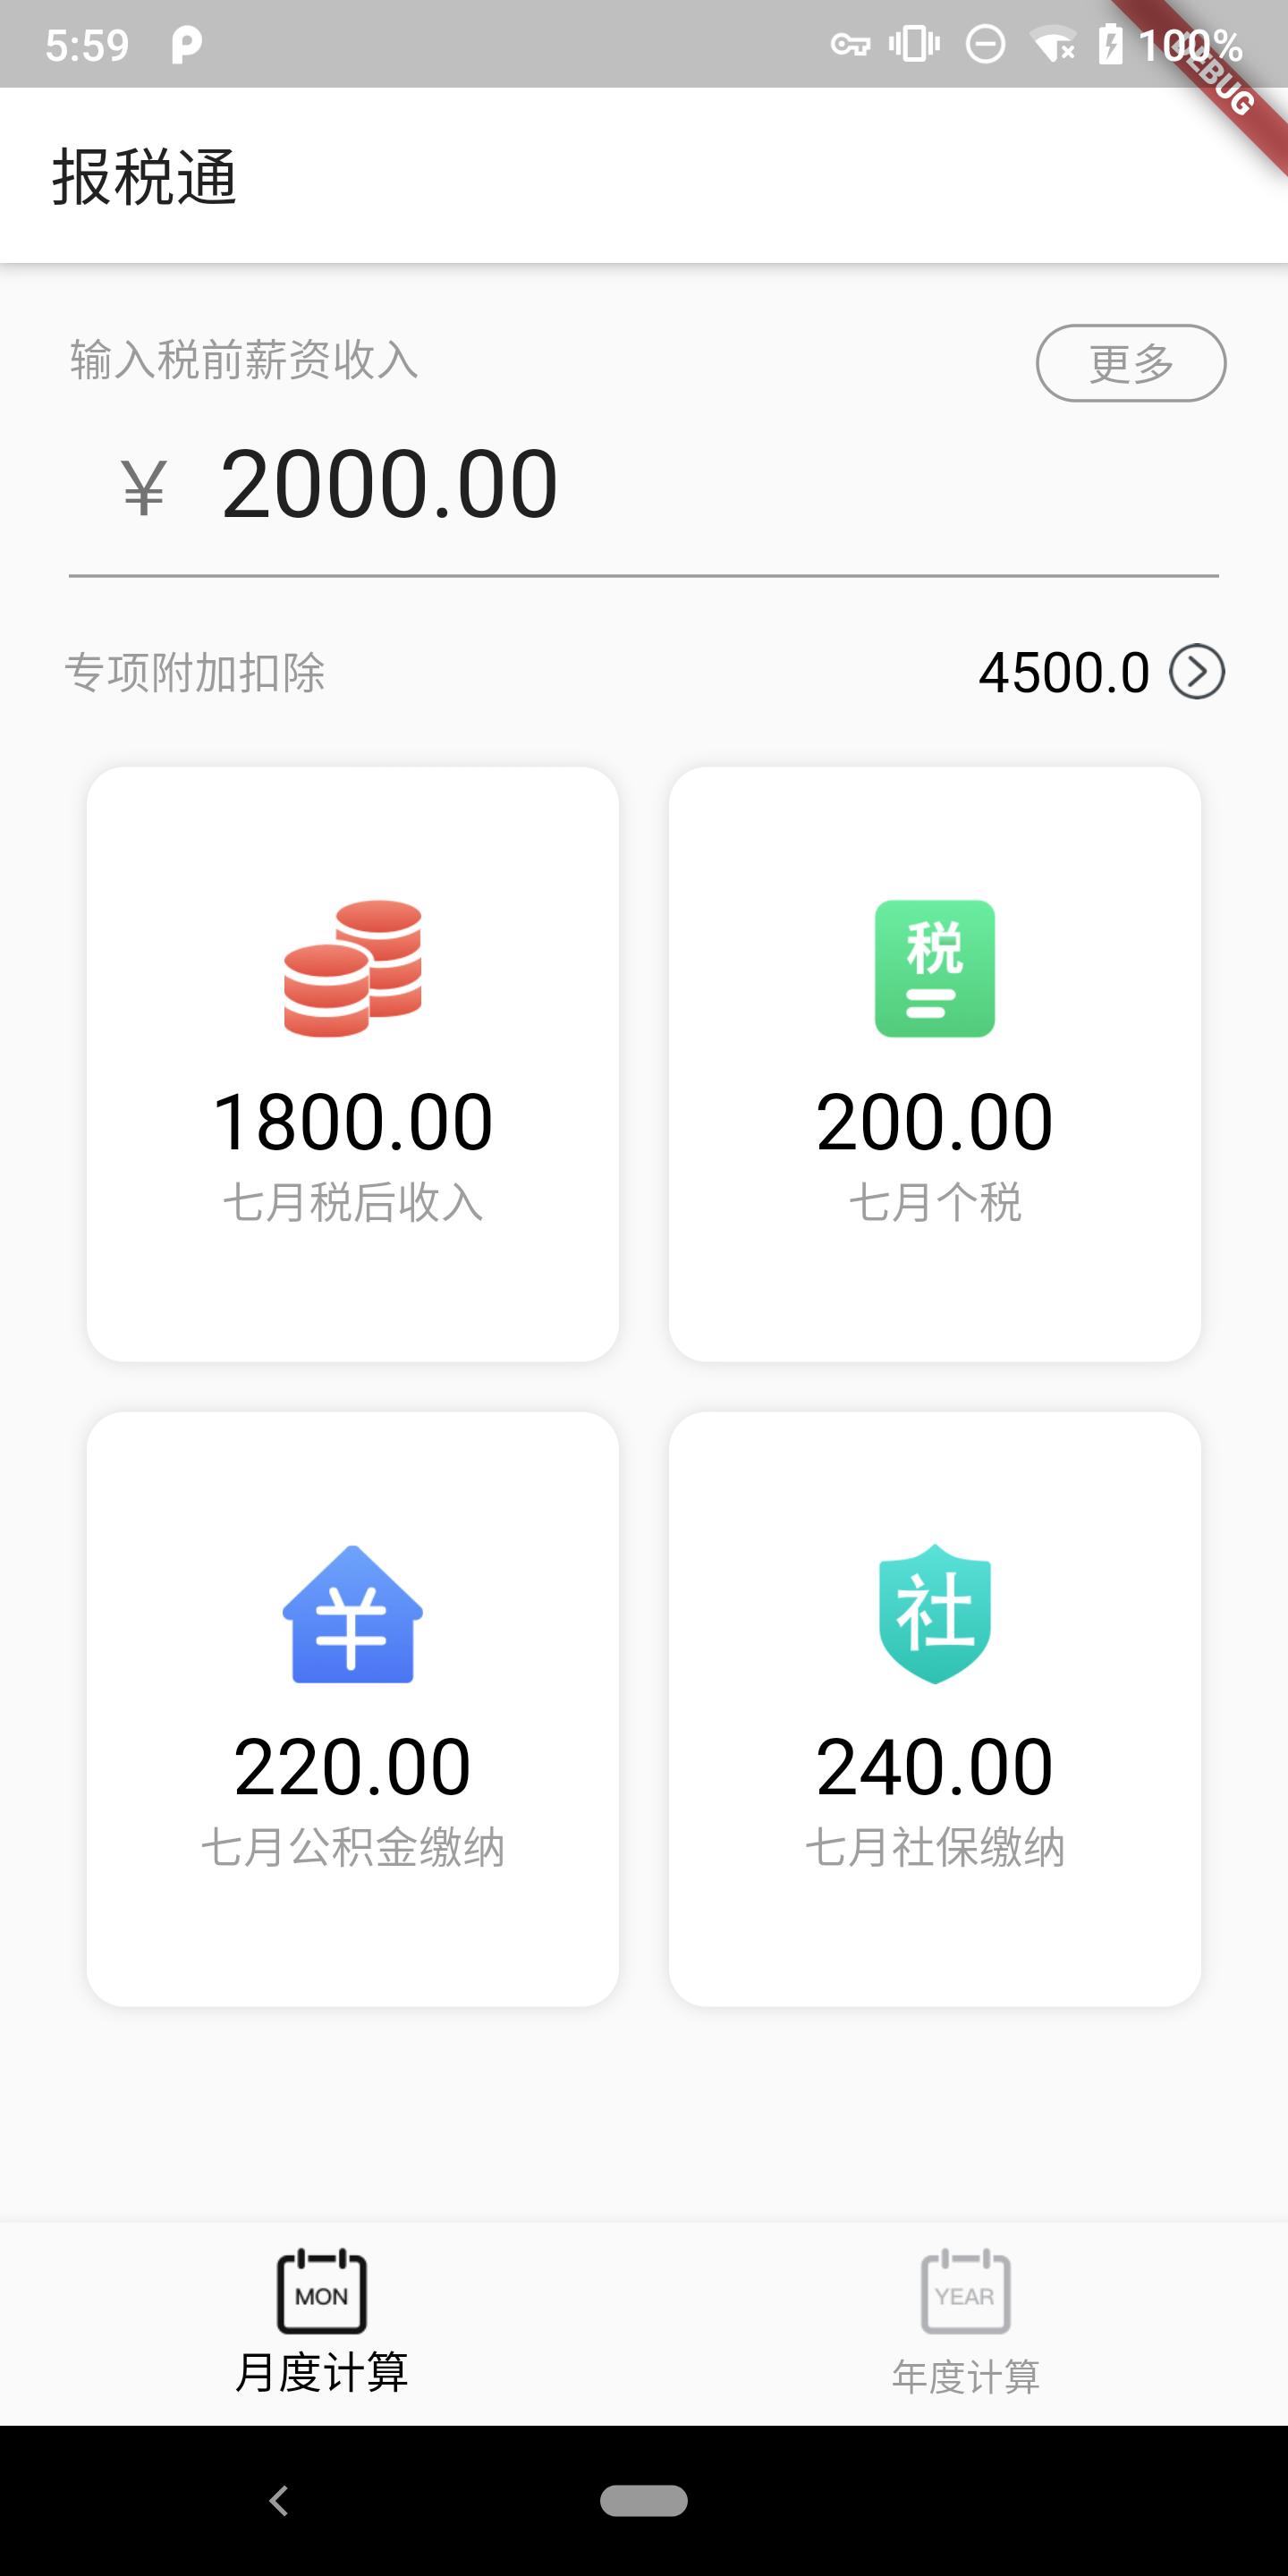 5:59
100%
DEBUG
报税通
输入税前薪资收入
更多
¥ 2000.00
专项附加扣除
4500.0
税
1800.00
200.00
七月税后收入
七月个税
社
220.00
240.00
七月公积金缴纳
七月社保缴纳
MON
YEAR
月度计算
年度计算